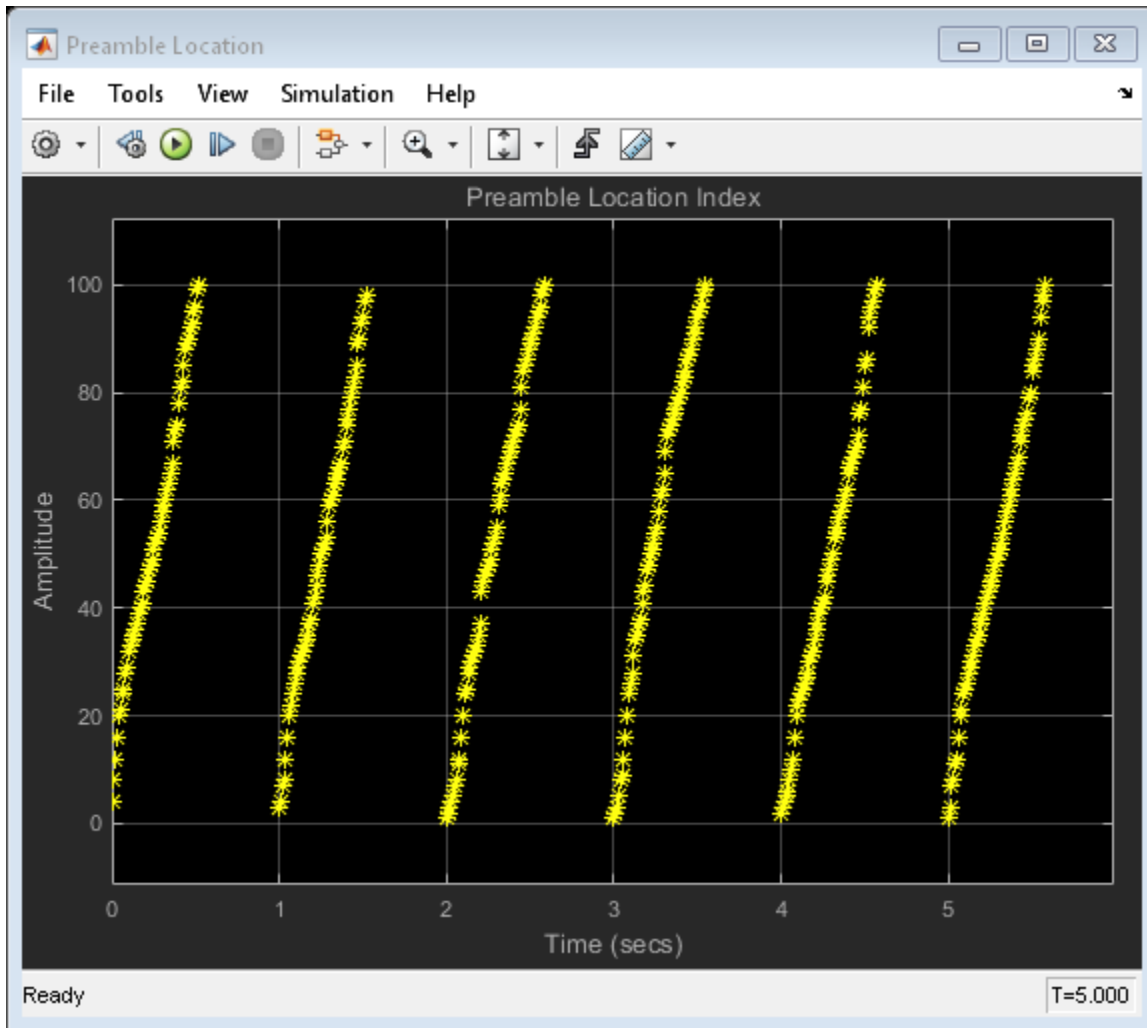 Preamble Location
File Tools View Simulation Help
Preamble Location Index
100
80
60
40
20
0
Amplitude
0 1 2 3 4 5
Time (secs)
Ready T=5.000